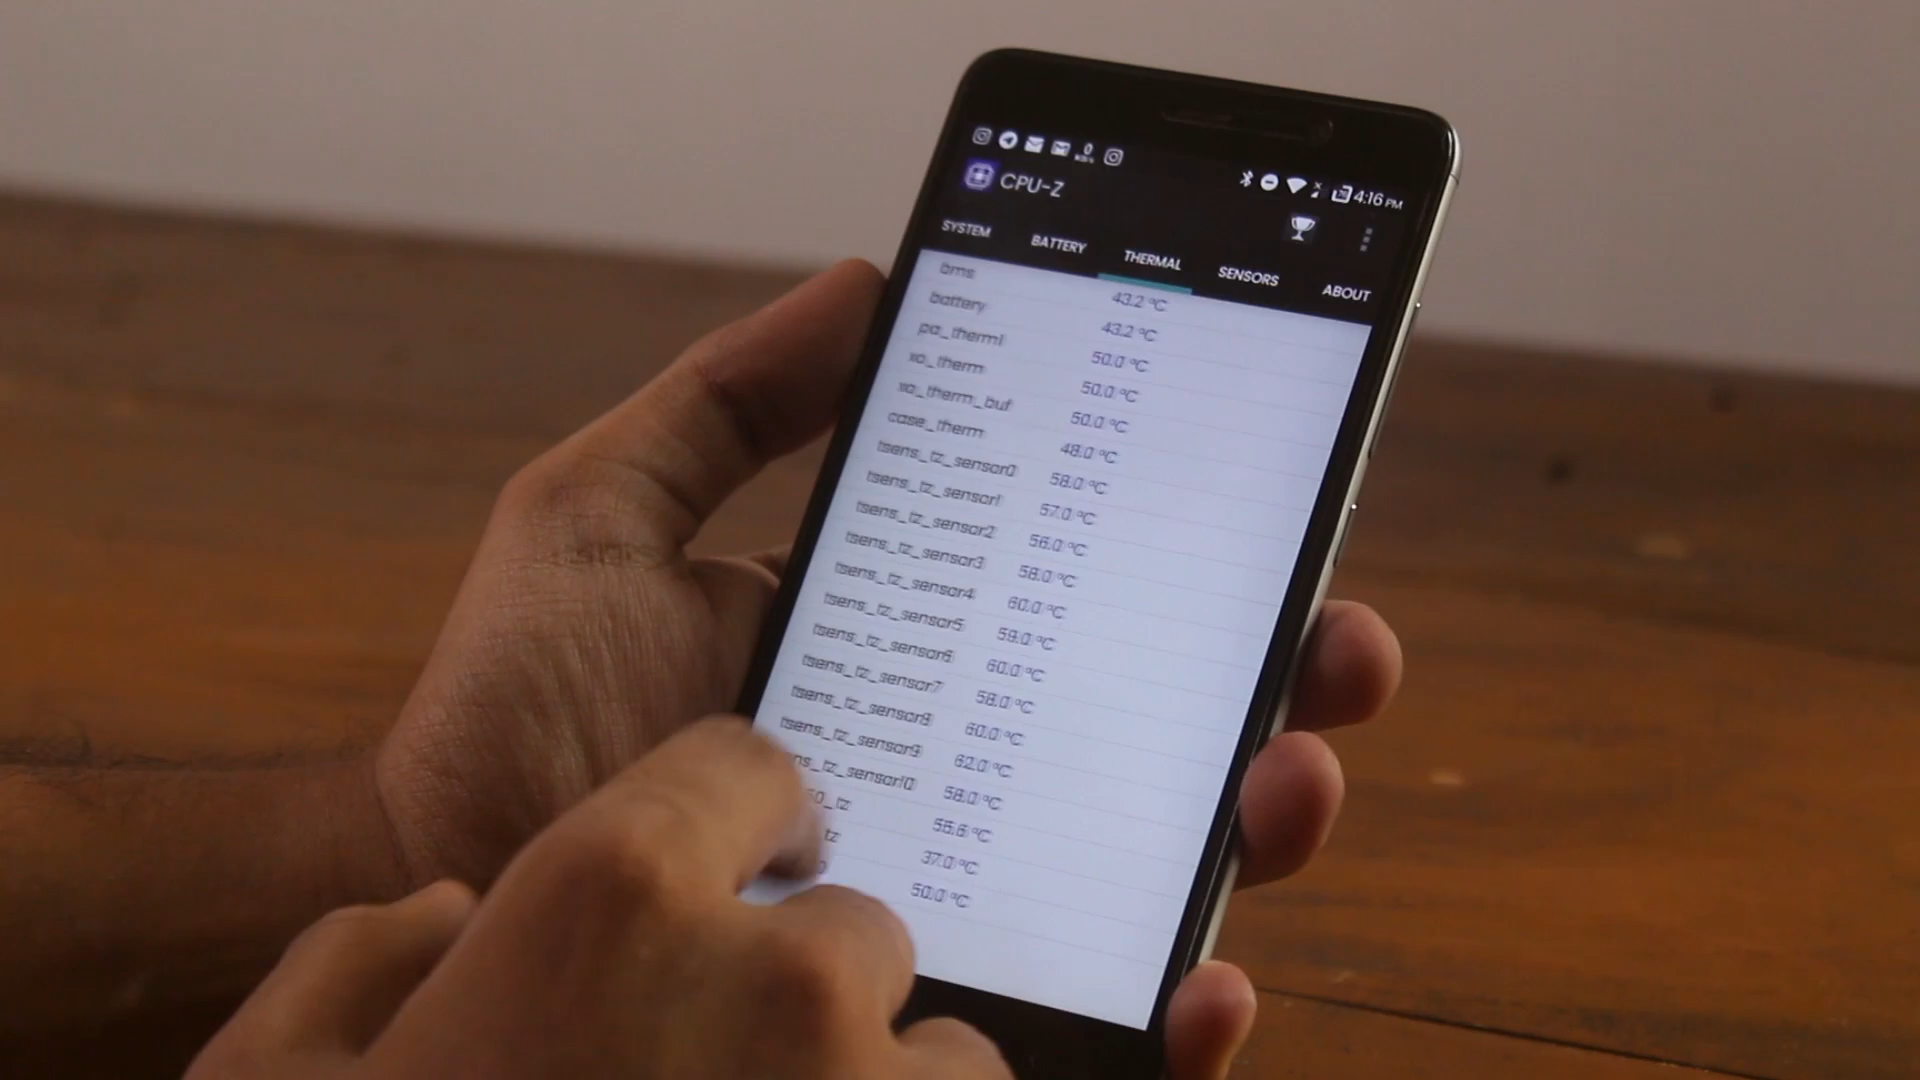 4:16 PM
CPU-Z
SYSTEM BATTERY THERMAL SENSORS ABOUT
bms 43.2 °C
battery 43.2 °C
pa_therm1 50.0 °C
xo_therm 50.0 °C
xo_therm_buf 50.0 °C
case_therm 48.0 °C
tsens_tz_sensor0 58.0 °C
tsens_tz_sensor1 57.0 °C
tsens_tz_sensor2 56.0 °C
tsens_tz_sensor3 58.0 °C
tsens_tz_sensor4 60.0 °C
tsens_tz_sensor5 59.0 °C
tsens_tz_sensor6 60.0 °C
tsens_tz_sensor7 58.0 °C
tsens_tz_sensor8 60.0 °C
tsens_tz_sensor9 62.0 °C
ns_tz_sensor10 58.0 °C
0_tz
tz 37.0 °C
50.0 °C